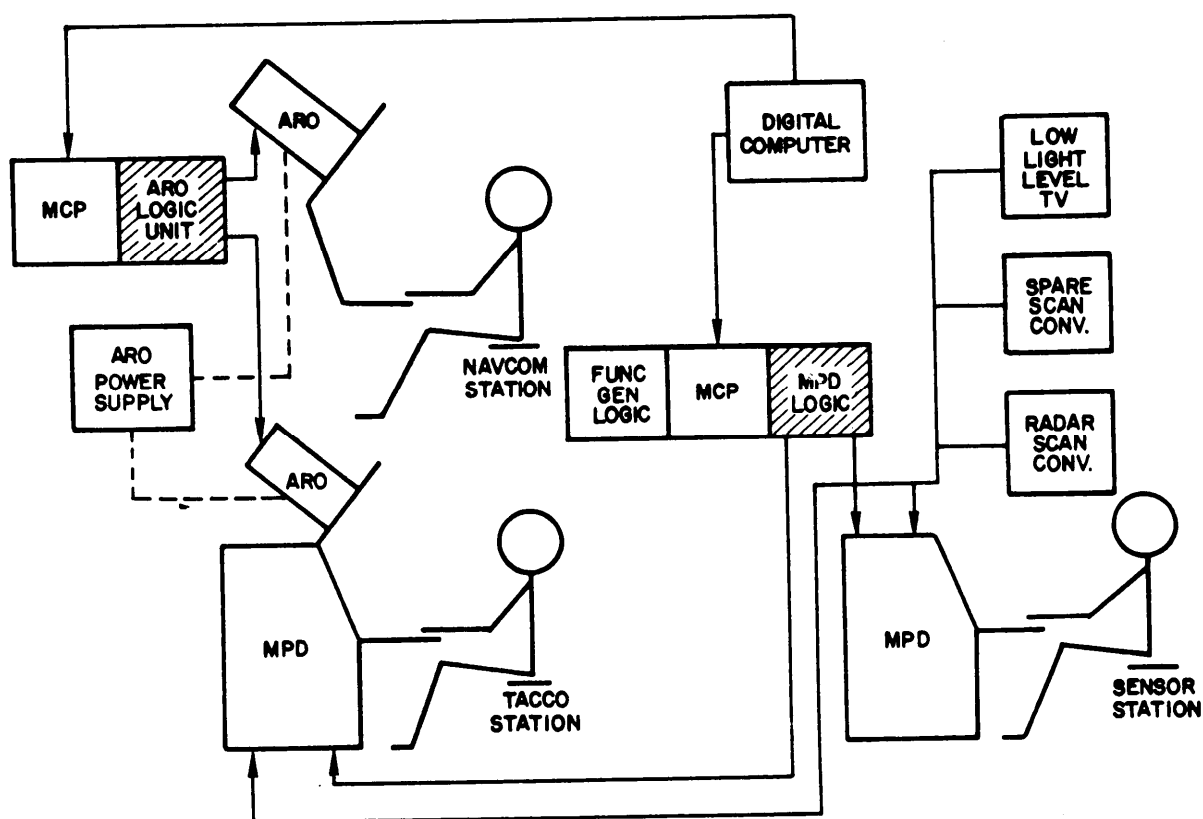 ARO
DIGITAL
COMPUTER
LOW
LIGHT
LEVEL
TV
MCP
ARO
LOGIC
UNIT
SPARE
SCAN
CONV.
ARO
POWER
SUPPLY
NAVCOM
STATION
FUNC
GEN
LOGIC
MCP
MPD
LOGIC
RADAR
SCAN
CONV.
ARO
MPD
TACCO
STATION
MPD
SENSOR
STATION